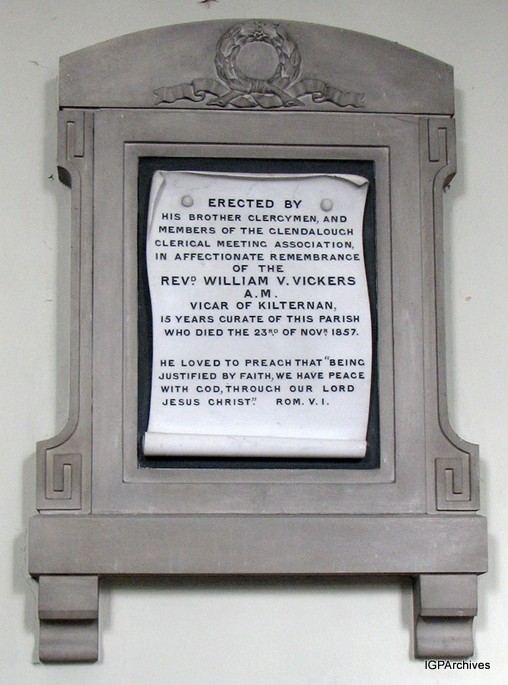 ERECTED BY
HIS BROTHER CLERGYMEN, AND
MEMBERS OF THE GLENDALOUGH
CLERICAL MEETING ASSOCIATION,
IN AFFECTIONATE REMEMBRANCE
OF THE
REVD WILLIAM V. VICKERS
A.M.
VICAR OF KILTERNAN,
15 YEARS CURATE OF THIS PARISH
WHO DIED THE 23RD OF NOVR 1857.
HE LOVED TO PREACH THAT "BEING
JUSTIFIED BY FAITH, WE HAVE PEACE
WITH GOD, THROUGH OUR LORD
JESUS CHRIST." ROM. V. I.
IGPArchives